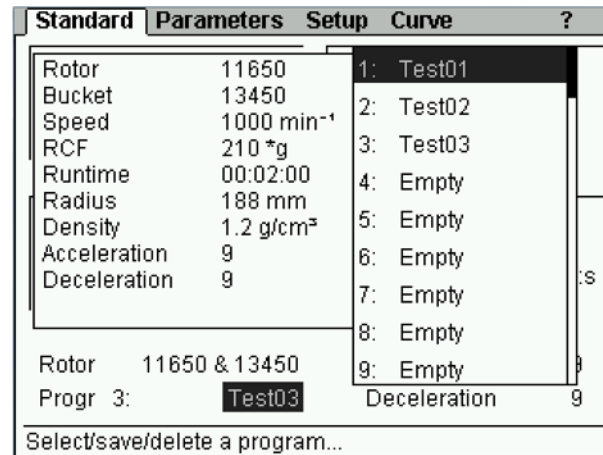 Standard Parameters Setup Curve ?
Rotor 11650
Bucket 13450
Speed 1000 min⁻¹
RCF 210 *g
Runtime 00:02:00
Radius 188 mm
Density 1.2 g/cm³
Acceleration 9
Deceleration 9
1: Test01
2: Test02
3: Test03
4: Empty
5: Empty
6: Empty
7: Empty
8: Empty
9: Empty
Rotor 11650 & 13450
Progr 3: Test03 Deceleration 9
Select/save/delete a program...